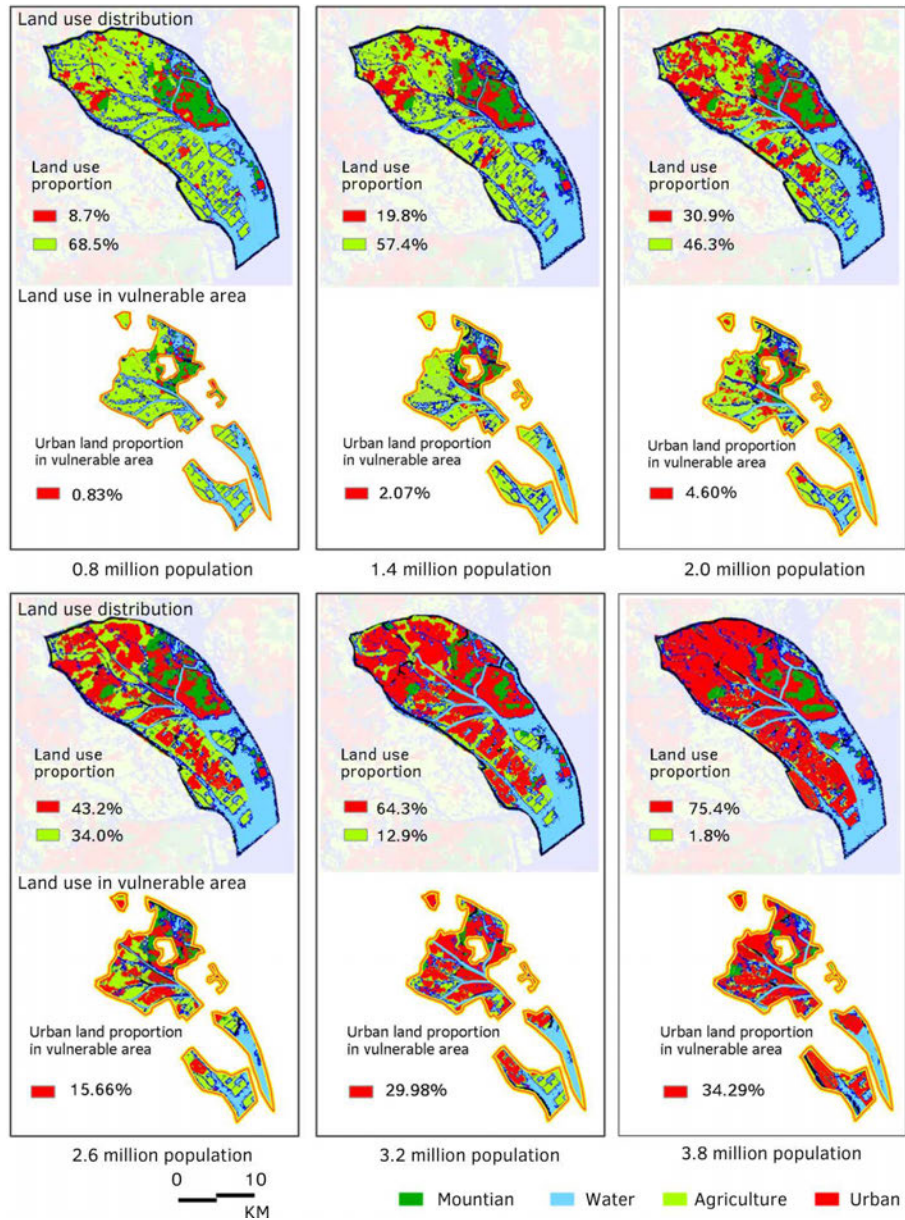 Land use distribution
Land use
proportion
8.7%
68.5%
Land use in vulnerable area
Urban land proportion
in vulnerable area
0.83%
0.8 million population
Land use
proportion
19.8%
57.4%
Urban land proportion
in vulnerable area
2.07%
1.4 million population
Land use
proportion
30.9%
46.3%
Urban land proportion
in vulnerable area
4.60%
2.0 million population
Land use distribution
Land use
proportion
43.2%
34.0%
Land use in vulnerable area
Urban land proportion
in vulnerable area
15.66%
2.6 million population
Land use
proportion
64.3%
12.9%
Urban land proportion
in vulnerable area
29.98%
3.2 million population
Land use
proportion
75.4%
1.8%
Urban land proportion
in vulnerable area
34.29%
3.8 million population
0 10
KM
Mountian Water Agriculture Urban